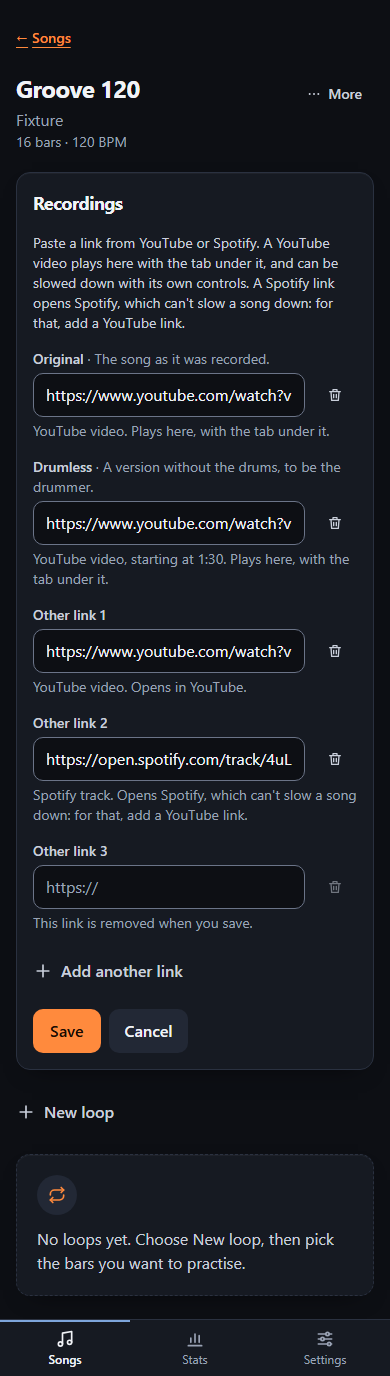 ← Songs
Groove 120
··· More
Fixture
16 bars · 120 BPM
Recordings
Paste a link from YouTube or Spotify. A YouTube
video plays here with the tab under it, and can be
slowed down with its own controls. A Spotify link
opens Spotify, which can't slow a song down: for
that, add a YouTube link.
Original · The song as it was recorded.
https://www.youtube.com/watch?v
YouTube video. Plays here, with the tab under it.
Drumless · A version without the drums, to be the
drummer.
https://www.youtube.com/watch?v
YouTube video, starting at 1:30. Plays here, with the
tab under it.
Other link 1
https://www.youtube.com/watch?v
YouTube video. Opens in YouTube.
Other link 2
https://open.spotify.com/track/4uL
Spotify track. Opens Spotify, which can't slow a song
down: for that, add a YouTube link.
Other link 3
https://
This link is removed when you save.
+ Add another link
Save
Cancel
+ New loop
No loops yet. Choose New loop, then pick
the bars you want to practise.
Songs
Stats
Settings